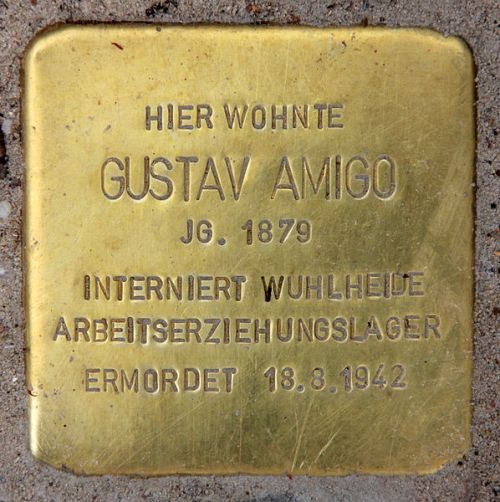 HIER WOHNTE
GUSTAV AMIGO
JG. 1879
INTERNIERT WUHLHEIDE
ARBEITSERZIEHUNGSLAGER
ERMORDET 18.8.1942